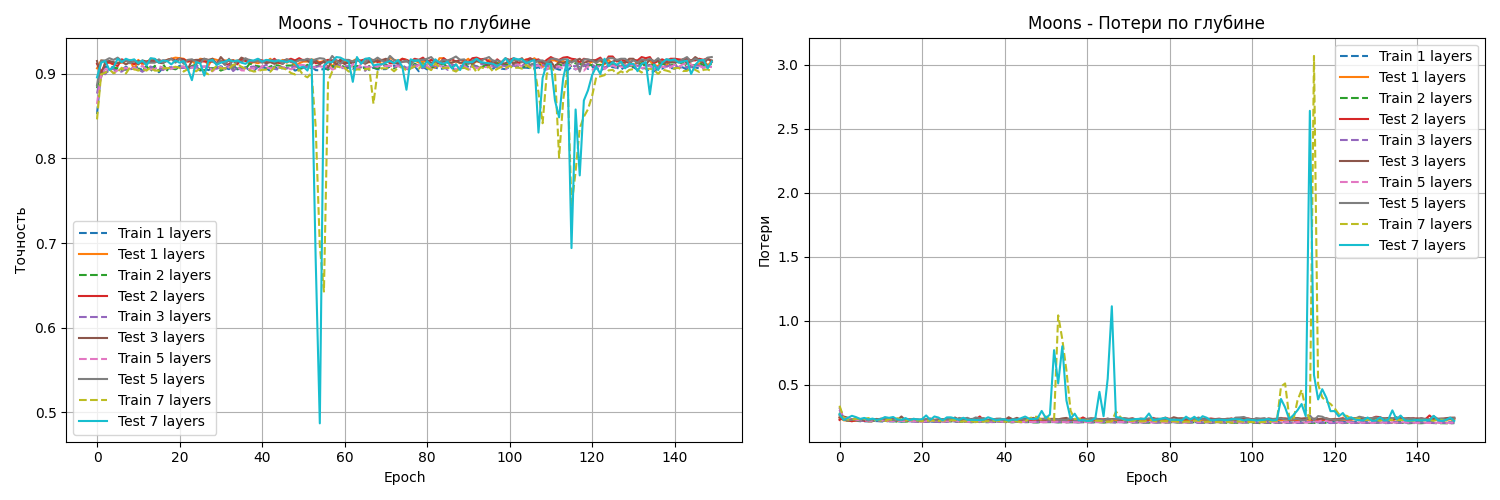 Moons - Точность по глубине
Точность
0.9
0.8
0.7
0.6
0.5
0
20
40
60
80
100
120
140
Epoch
Train 1 layers
Test 1 layers
Train 2 layers
Test 2 layers
Train 3 layers
Test 3 layers
Train 5 layers
Test 5 layers
Train 7 layers
Test 7 layers
Moons - Потери по глубине
Потери
3.0
2.5
2.0
1.5
1.0
0.5
0
20
40
60
80
100
120
140
Epoch
Train 1 layers
Test 1 layers
Train 2 layers
Test 2 layers
Train 3 layers
Test 3 layers
Train 5 layers
Test 5 layers
Train 7 layers
Test 7 layers